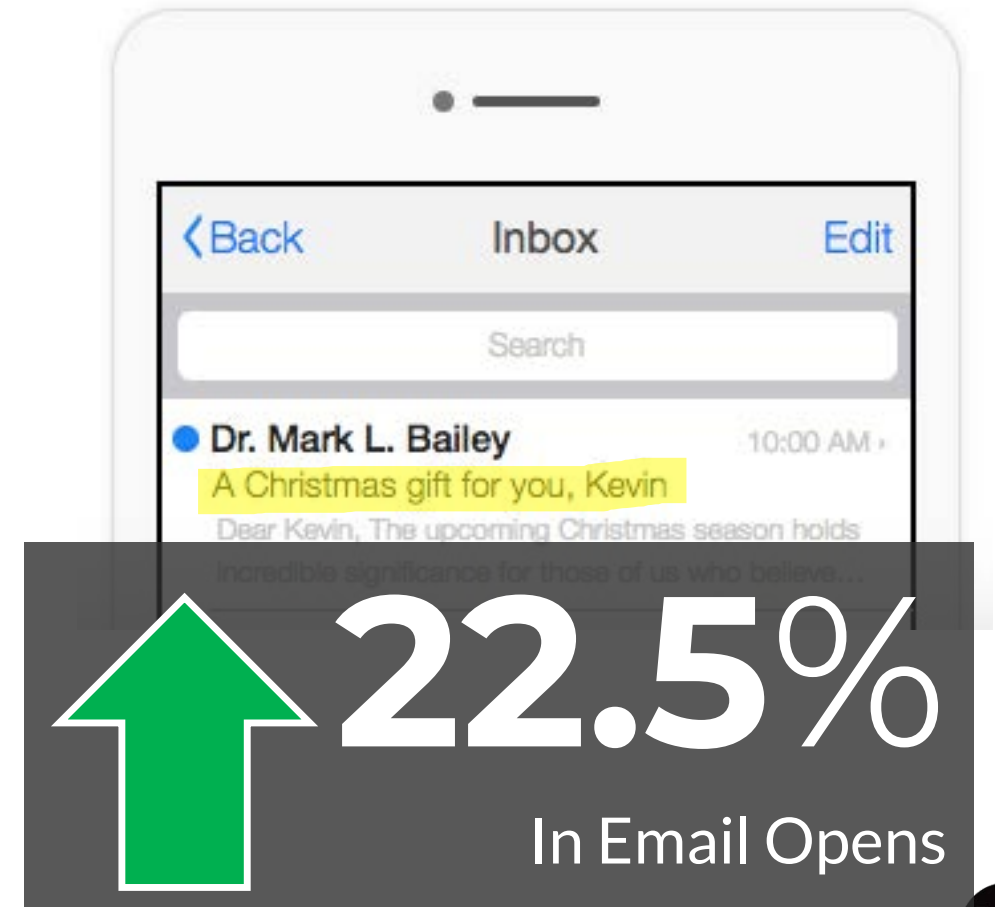 Back Inbox Edit
Search
Dr. Mark L. Bailey 10:00 AM
A Christmas gift for you, Kevin
Dear Kevin, The upcoming Christmas season holds
incredible significance for those of us who believe...
22.5%
In Email Opens